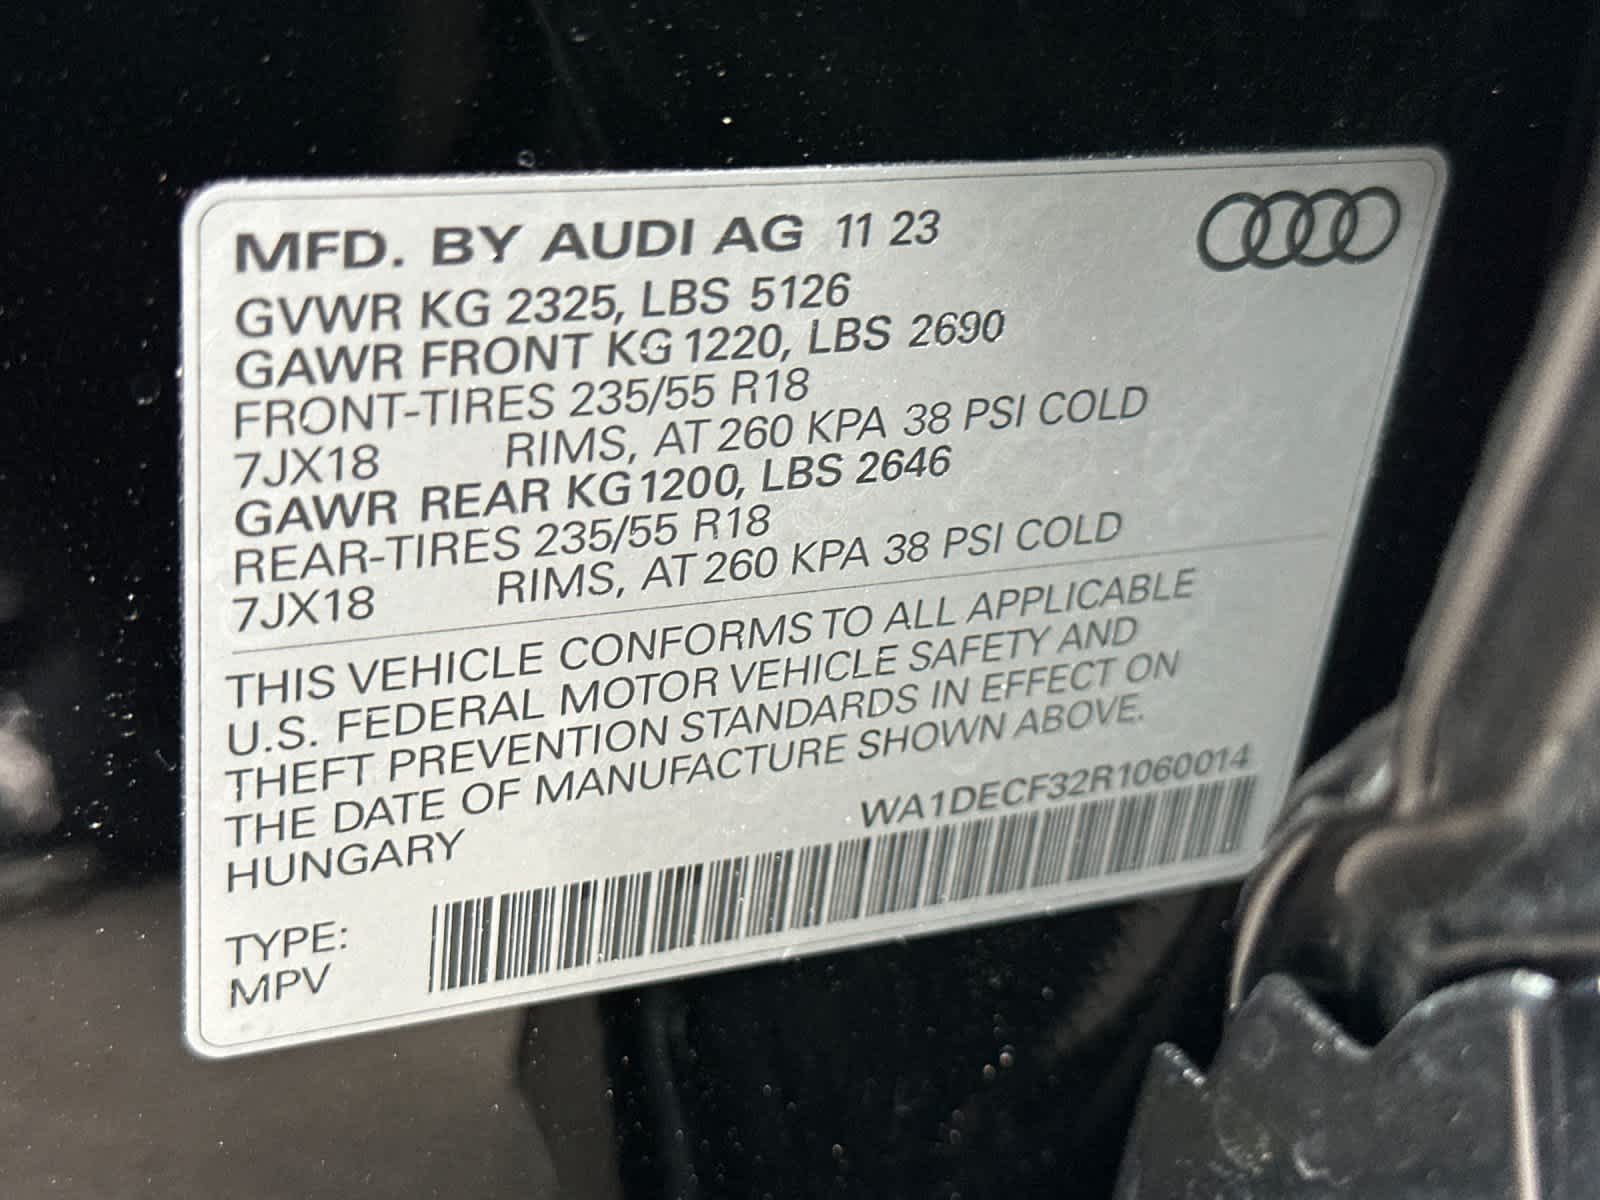 MFD. BY AUDI AG 11 23
GVWR KG 2325, LBS 5126
GAWR FRONT KG 1220, LBS 2690
FRONT-TIRES 235/55 R18
7JX18 RIMS, AT 260 KPA 38 PSI COLD
GAWR REAR KG 1200, LBS 2646
REAR-TIRES 235/55 R18
7JX18 RIMS, AT 260 KPA 38 PSI COLD
THIS VEHICLE CONFORMS TO ALL APPLICABLE
U.S. FEDERAL MOTOR VEHICLE SAFETY AND
THEFT PREVENTION STANDARDS IN EFFECT ON
THE DATE OF MANUFACTURE SHOWN ABOVE.
HUNGARY WA1DECF32R1060014
TYPE:
MPV